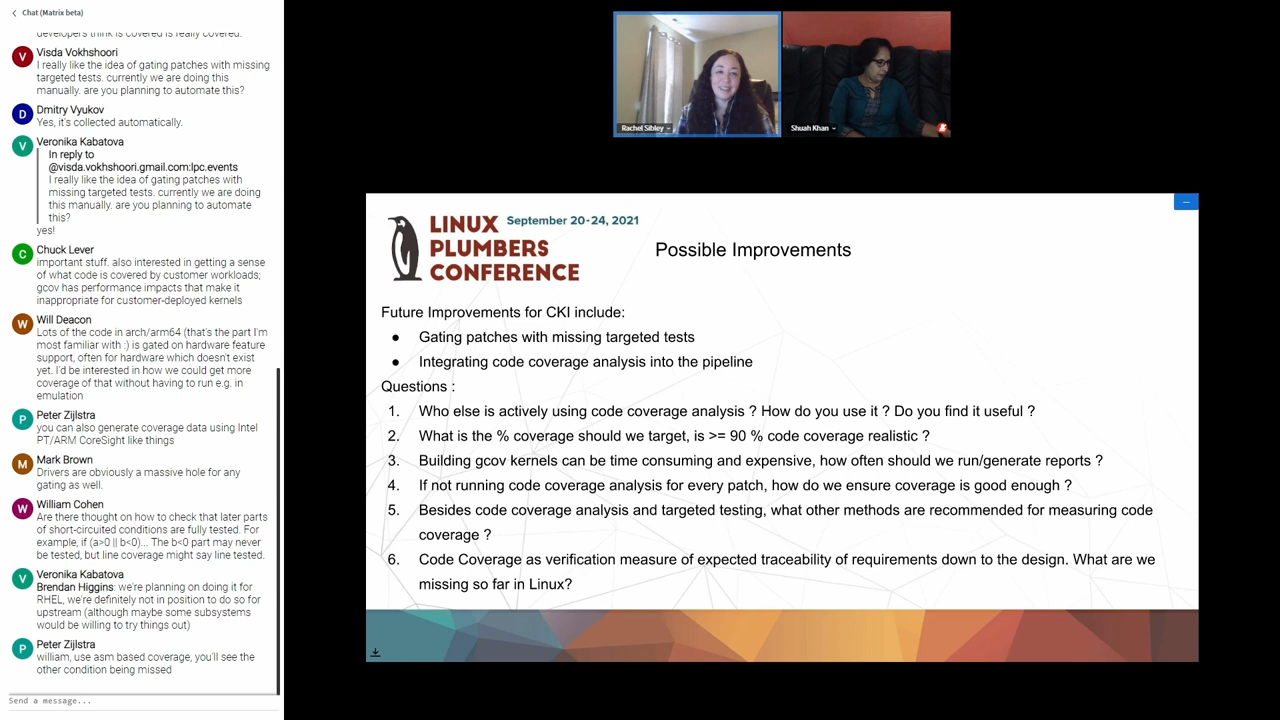 Chat (Matrix beta)
developers think is covered is really covered.
V
Visda Vokhshoori
I really like the idea of gating patches with missing
targeted tests. currently we are doing this
manually. are you planning to automate this?
D
Dmitry Vyukov
Yes, it's collected automatically.
V
Veronika Kabatova
In reply to
@visda.vokhshoori.gmail.com:lpc.events
I really like the idea of gating patches with
missing targeted tests. currently we are doing
this manually. are you planning to automate
this?
yes!
C
Chuck Lever
important stuff. also interested in getting a sense
of what code is covered by customer workloads;
gcov has performance impacts that make it
inappropriate for customer-deployed kernels
W
Will Deacon
Lots of the code in arch/arm64 (that's the part I'm
most familiar with :) is gated on hardware feature
support, often for hardware which doesn't exist
yet. I'd be interested in how we could get more
coverage of that without having to run e.g. in
emulation
P
Peter Zijlstra
you can also generate coverage data using Intel
PT/ARM CoreSight like things
M
Mark Brown
Drivers are obviously a massive hole for any
gating as well.
W
William Cohen
Are there thought on how to check that later parts
of short-circuited conditions are fully tested. For
example, if (a>0 || b<0)... The b<0 part may never
be tested, but line coverage might say line tested.
V
Veronika Kabatova
Brendan Higgins: we're planning on doing it for
RHEL, we're definitely not in position to do so for
upstream (although maybe some subsystems
would be willing to try things out)
P
Peter Zijlstra
william, use asm based coverage, you'll see the
other condition being missed
Send a message...
Rachel Sibley
Shuah Khan
LINUX
PLUMBERS
CONFERENCE
September 20-24, 2021
Possible Improvements
Future Improvements for CKI include:
● Gating patches with missing targeted tests
● Integrating code coverage analysis into the pipeline
Questions :
1. Who else is actively using code coverage analysis ? How do you use it ? Do you find it useful ?
2. What is the % coverage should we target, is >= 90 % code coverage realistic ?
3. Building gcov kernels can be time consuming and expensive, how often should we run/generate reports ?
4. If not running code coverage analysis for every patch, how do we ensure coverage is good enough ?
5. Besides code coverage analysis and targeted testing, what other methods are recommended for measuring code
coverage ?
6. Code Coverage as verification measure of expected traceability of requirements down to the design. What are we
missing so far in Linux?